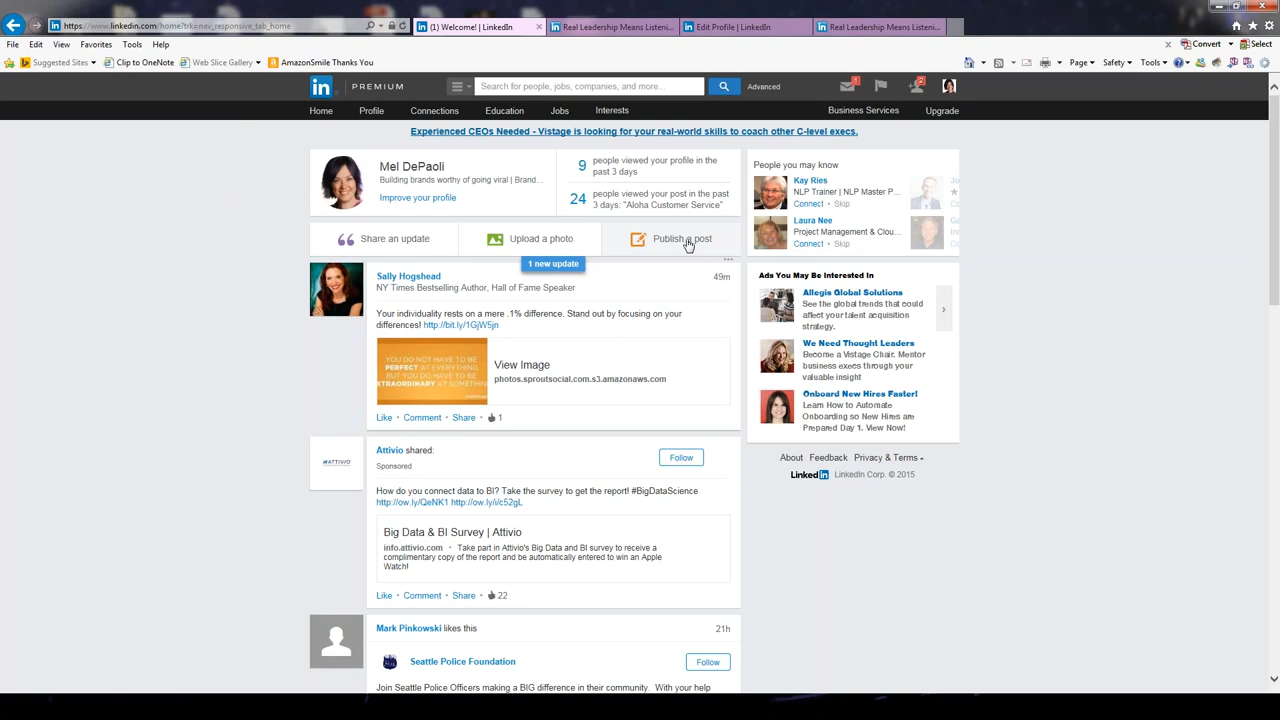 https://www.linkedin.com/home?trk=nav_responsive_tab_home
(1) Welcome! | LinkedIn
Real Leadership Means Listeni...
Edit Profile | LinkedIn
Real Leadership Means Listeni...
File Edit View Favorites Tools Help
Convert Select
Suggested Sites Clip to OneNote Web Slice Gallery AmazonSmile Thank You
Page Safety Tools
in PREMIUM
Search for people, jobs, companies, and more...
Advanced
1
2
Home Profile Connections Education Jobs Interests
Business Services Upgrade
Experienced CEOs Needed - Vistage is looking for your real-world skills to coach other C-level execs.
Mel DePaoli
Building brands worthy of going viral | Brand...
Improve your profile
9 people viewed your profile in the
past 3 days
24 people viewed your post in the past
3 days: "Aloha Customer Service"
People you may know
Kay Ries
NLP Trainer | NLP Master P...
Connect • Skip
Laura Nee
Project Management & Clou...
Connect • Skip
Share an update
Upload a photo
Publish a post
1 new update
Sally Hogshead
49m
NY Times Bestselling Author, Hall of Fame Speaker
Your individuality rests on a mere .1% difference. Stand out by focusing on your
differences! http://bit.ly/1GjW5jn
YOU DO NOT HAVE TO BE
PERFECT AT EVERYTHING,
BUT YOU DO HAVE TO BE
EXTRAORDINARY AT SOMETHIN
View Image
photos.sproutsocial.com.s3.amazonaws.com
Like • Comment • Share • 1
Ads You May Be Interested In
Allegis Global Solutions
See the global trends that could
affect your talent acquisition
strategy.
We Need Thought Leaders
Become a Vistage Chair. Mentor
business execs through your
valuable insight
Onboard New Hires Faster!
Learn How to Automate
Onboarding so New Hires are
Prepared Day 1. View Now!
About Feedback Privacy & Terms
Linked in LinkedIn Corp. © 2015
ATTIVIO
Attivio shared:
Sponsored
Follow
How do you connect data to BI? Take the survey to get the report! #BigDataScience
http://ow.ly/QeNK1 http://ow.ly/i/c52gL
Big Data & BI Survey | Attivio
info.attivio.com • Take part in Attivio's Big Data and BI survey to receive a
complimentary copy of the report and be automatically entered to win an Apple
Watch!
Like • Comment • Share • 22
Mark Pinkowski likes this
21h
Seattle Police Foundation
Follow
Join Seattle Police Officers making a BIG difference in their community. With your help